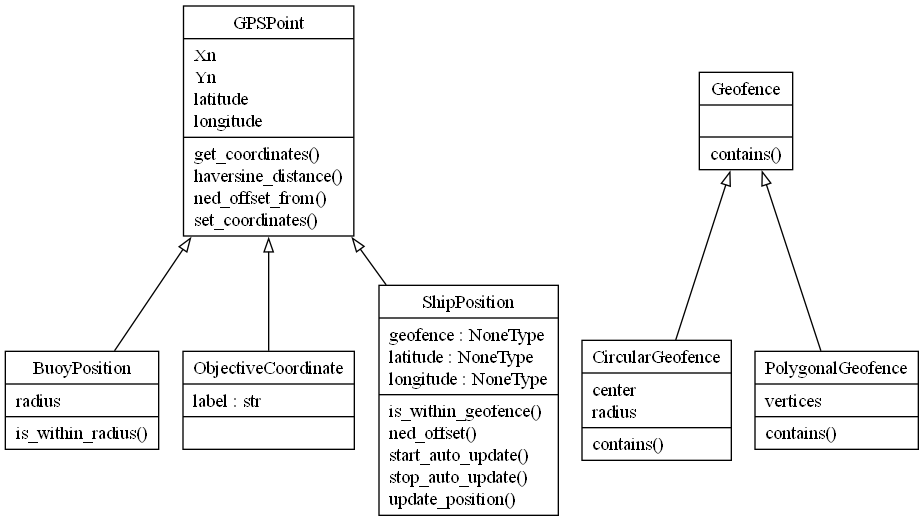 GPSPoint
Xn
Yn
latitude
longitude
get_coordinates()
haversine_distance()
ned_offset_from()
set_coordinates()
Geofence
contains()
BuoyPosition
radius
is_within_radius()
ObjectiveCoordinate
label : str
ShipPosition
geofence : NoneType
latitude : NoneType
longitude : NoneType
is_within_geofence()
ned_offset()
start_auto_update()
stop_auto_update()
update_position()
CircularGeofence
center
radius
contains()
PolygonalGeofence
vertices
contains()